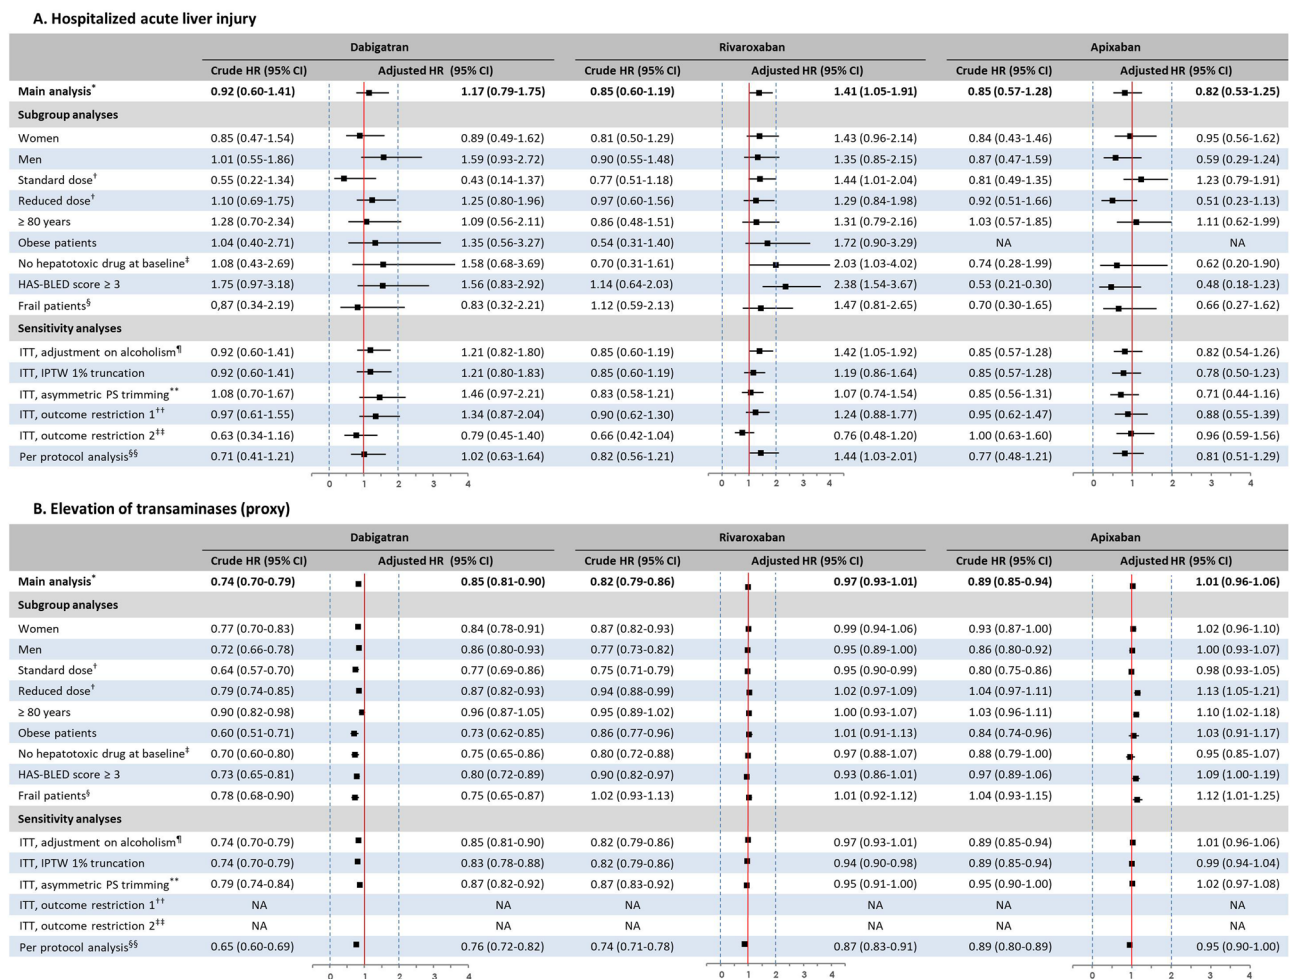 A. Hospitalized acute liver injury
Dabigatran Rivaroxaban Apixaban
Crude HR (95% CI) Adjusted HR (95% CI) Crude HR (95% CI) Adjusted HR (95% CI) Crude HR (95% CI) Adjusted HR (95% CI)
Main analysis* 0.92 (0.60-1.41) 1.17 (0.79-1.75) 0.85 (0.60-1.19) 1.41 (1.05-1.91) 0.85 (0.57-1.28) 0.82 (0.53-1.25)
Subgroup analyses
Women 0.85 (0.47-1.54) 0.89 (0.49-1.62) 0.81 (0.50-1.29) 1.43 (0.96-2.14) 0.84 (0.43-1.46) 0.95 (0.56-1.62)
Men 1.01 (0.55-1.86) 1.59 (0.93-2.72) 0.90 (0.55-1.48) 1.35 (0.85-2.15) 0.87 (0.47-1.59) 0.59 (0.29-1.24)
Standard dose† 0.55 (0.22-1.34) 0.43 (0.14-1.37) 0.77 (0.51-1.18) 1.44 (1.01-2.04) 0.81 (0.49-1.35) 1.23 (0.79-1.91)
Reduced dose† 1.10 (0.69-1.75) 1.25 (0.80-1.96) 0.97 (0.60-1.56) 1.29 (0.84-1.98) 0.92 (0.51-1.66) 0.51 (0.23-1.13)
≥ 80 years 1.28 (0.70-2.34) 1.09 (0.56-2.11) 0.86 (0.48-1.51) 1.31 (0.79-2.16) 1.03 (0.57-1.85) 1.11 (0.62-1.99)
Obese patients 1.04 (0.40-2.71) 1.35 (0.56-3.27) 0.54 (0.31-1.40) 1.72 (0.90-3.29) NA NA
No hepatotoxic drug at baseline‡ 1.08 (0.43-2.69) 1.58 (0.68-3.69) 0.70 (0.31-1.61) 2.03 (1.03-4.02) 0.74 (0.28-1.99) 0.62 (0.20-1.90)
HAS-BLED score ≥ 3 1.75 (0.97-3.18) 1.56 (0.83-2.92) 1.14 (0.64-2.03) 2.38 (1.54-3.67) 0.53 (0.21-0.30) 0.48 (0.18-1.23)
Frail patients§ 0,87 (0.34-2.19) 0.83 (0.32-2.21) 1.12 (0.59-2.13) 1.47 (0.81-2.65) 0.70 (0.30-1.65) 0.66 (0.27-1.62)
Sensitivity analyses
ITT, adjustment on alcoholism¶ 0.92 (0.60-1.41) 1.21 (0.82-1.80) 0.85 (0.60-1.19) 1.42 (1.05-1.92) 0.85 (0.57-1.28) 0.82 (0.54-1.26)
ITT, IPTW 1% truncation 0.92 (0.60-1.41) 1.21 (0.80-1.83) 0.85 (0.60-1.19) 1.19 (0.86-1.64) 0.85 (0.57-1.28) 0.78 (0.50-1.23)
ITT, asymmetric PS trimming** 1.08 (0.70-1.67) 1.46 (0.97-2.21) 0.83 (0.58-1.21) 1.07 (0.74-1.54) 0.85 (0.56-1.31) 0.71 (0.44-1.16)
ITT, outcome restriction 1†† 0.97 (0.61-1.55) 1.34 (0.87-2.04) 0.90 (0.62-1.30) 1.24 (0.88-1.77) 0.95 (0.62-1.47) 0.88 (0.55-1.39)
ITT, outcome restriction 2‡‡ 0.63 (0.34-1.16) 0.79 (0.45-1.40) 0.66 (0.42-1.04) 0.76 (0.48-1.20) 1.00 (0.63-1.60) 0.96 (0.59-1.56)
Per protocol analysis§§ 0.71 (0.41-1.21) 1.02 (0.63-1.64) 0.82 (0.56-1.21) 1.44 (1.03-2.01) 0.77 (0.48-1.21) 0.81 (0.51-1.29)
0 1 2 3 4 0 1 2 3 4 0 1 2 3 4
B. Elevation of transaminases (proxy)
Dabigatran Rivaroxaban Apixaban
Crude HR (95% CI) Adjusted HR (95% CI) Crude HR (95% CI) Adjusted HR (95% CI) Crude HR (95% CI) Adjusted HR (95% CI)
Main analysis* 0.74 (0.70-0.79) 0.85 (0.81-0.90) 0.82 (0.79-0.86) 0.97 (0.93-1.01) 0.89 (0.85-0.94) 1.01 (0.96-1.06)
Subgroup analyses
Women 0.77 (0.70-0.83) 0.84 (0.78-0.91) 0.87 (0.82-0.93) 0.99 (0.94-1.06) 0.93 (0.87-1.00) 1.02 (0.96-1.10)
Men 0.72 (0.66-0.78) 0.86 (0.80-0.93) 0.77 (0.73-0.82) 0.95 (0.89-1.00) 0.86 (0.80-0.92) 1.00 (0.93-1.07)
Standard dose† 0.64 (0.57-0.70) 0.77 (0.69-0.86) 0.75 (0.71-0.79) 0.95 (0.90-0.99) 0.80 (0.75-0.86) 0.98 (0.93-1.05)
Reduced dose† 0.79 (0.74-0.85) 0.87 (0.82-0.93) 0.94 (0.88-0.99) 1.02 (0.97-1.09) 1.04 (0.97-1.11) 1.13 (1.05-1.21)
≥ 80 years 0.90 (0.82-0.98) 0.96 (0.87-1.05) 0.95 (0.89-1.02) 1.00 (0.93-1.07) 1.03 (0.96-1.11) 1.10 (1.02-1.18)
Obese patients 0.60 (0.51-0.71) 0.73 (0.62-0.85) 0.86 (0.77-0.96) 1.01 (0.91-1.13) 0.84 (0.74-0.96) 1.03 (0.91-1.17)
No hepatotoxic drug at baseline‡ 0.70 (0.60-0.80) 0.75 (0.65-0.86) 0.80 (0.72-0.88) 0.97 (0.88-1.07) 0.88 (0.79-1.00) 0.95 (0.85-1.07)
HAS-BLED score ≥ 3 0.73 (0.65-0.81) 0.80 (0.72-0.89) 0.90 (0.82-0.97) 0.93 (0.86-1.01) 0.97 (0.89-1.06) 1.09 (1.00-1.19)
Frail patients§ 0.78 (0.68-0.90) 0.75 (0.65-0.87) 1.02 (0.93-1.13) 1.01 (0.92-1.12) 1.04 (0.93-1.15) 1.12 (1.01-1.25)
Sensitivity analyses
ITT, adjustment on alcoholism¶ 0.74 (0.70-0.79) 0.85 (0.81-0.90) 0.82 (0.79-0.86) 0.97 (0.93-1.01) 0.89 (0.85-0.94) 1.01 (0.96-1.06)
ITT, IPTW 1% truncation 0.74 (0.70-0.79) 0.83 (0.78-0.88) 0.82 (0.79-0.86) 0.94 (0.90-0.98) 0.89 (0.85-0.94) 0.99 (0.94-1.04)
ITT, asymmetric PS trimming** 0.79 (0.74-0.84) 0.87 (0.82-0.92) 0.87 (0.83-0.92) 0.95 (0.91-1.00) 0.95 (0.90-1.00) 1.02 (0.97-1.08)
ITT, outcome restriction 1†† NA NA NA NA NA NA
ITT, outcome restriction 2‡‡ NA NA NA NA NA NA
Per protocol analysis§§ 0.65 (0.60-0.69) 0.76 (0.72-0.82) 0.74 (0.71-0.78) 0.87 (0.83-0.91) 0.89 (0.80-0.89) 0.95 (0.90-1.00)
0 1 2 3 4 0 1 2 3 4 0 1 2 3 4